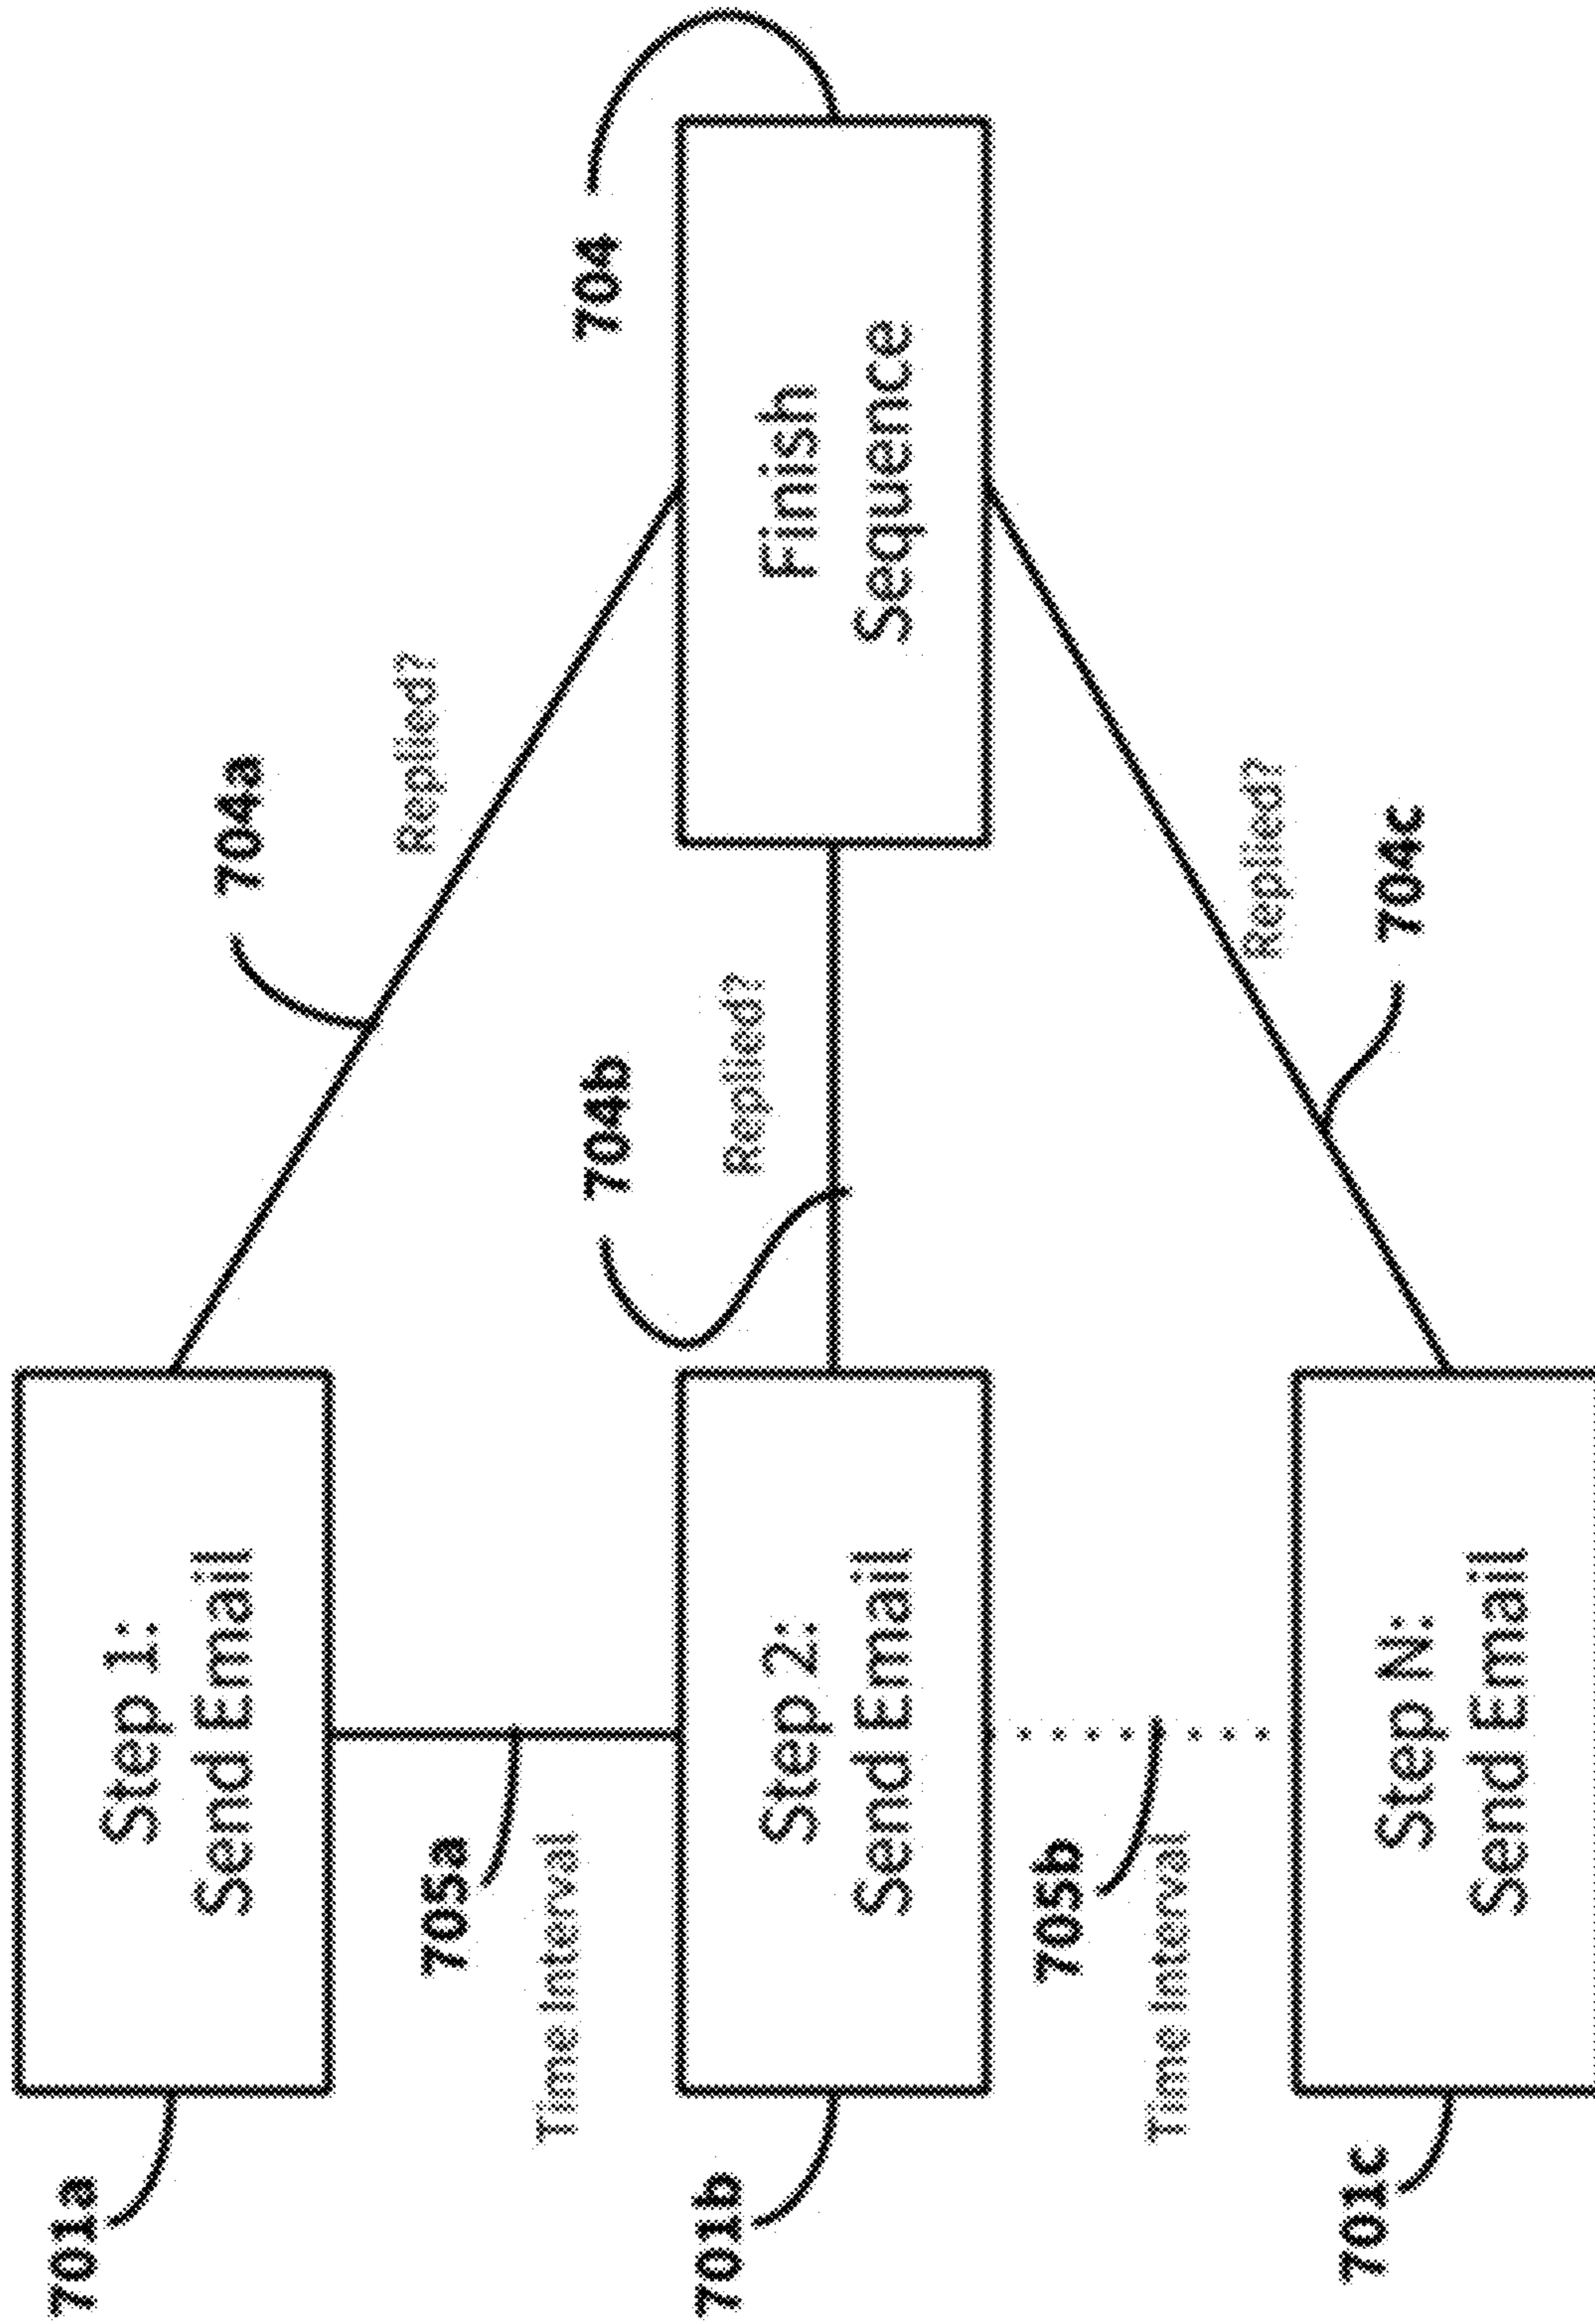 701a
Step 1:
Send Email
704a
Replied?
705a
Time Interval
701b
Step 2:
Send Email
704b
Replied?
Finish
Sequence
704
705b
Time Interval
701c
Step N:
Send Email
704c
Replied?